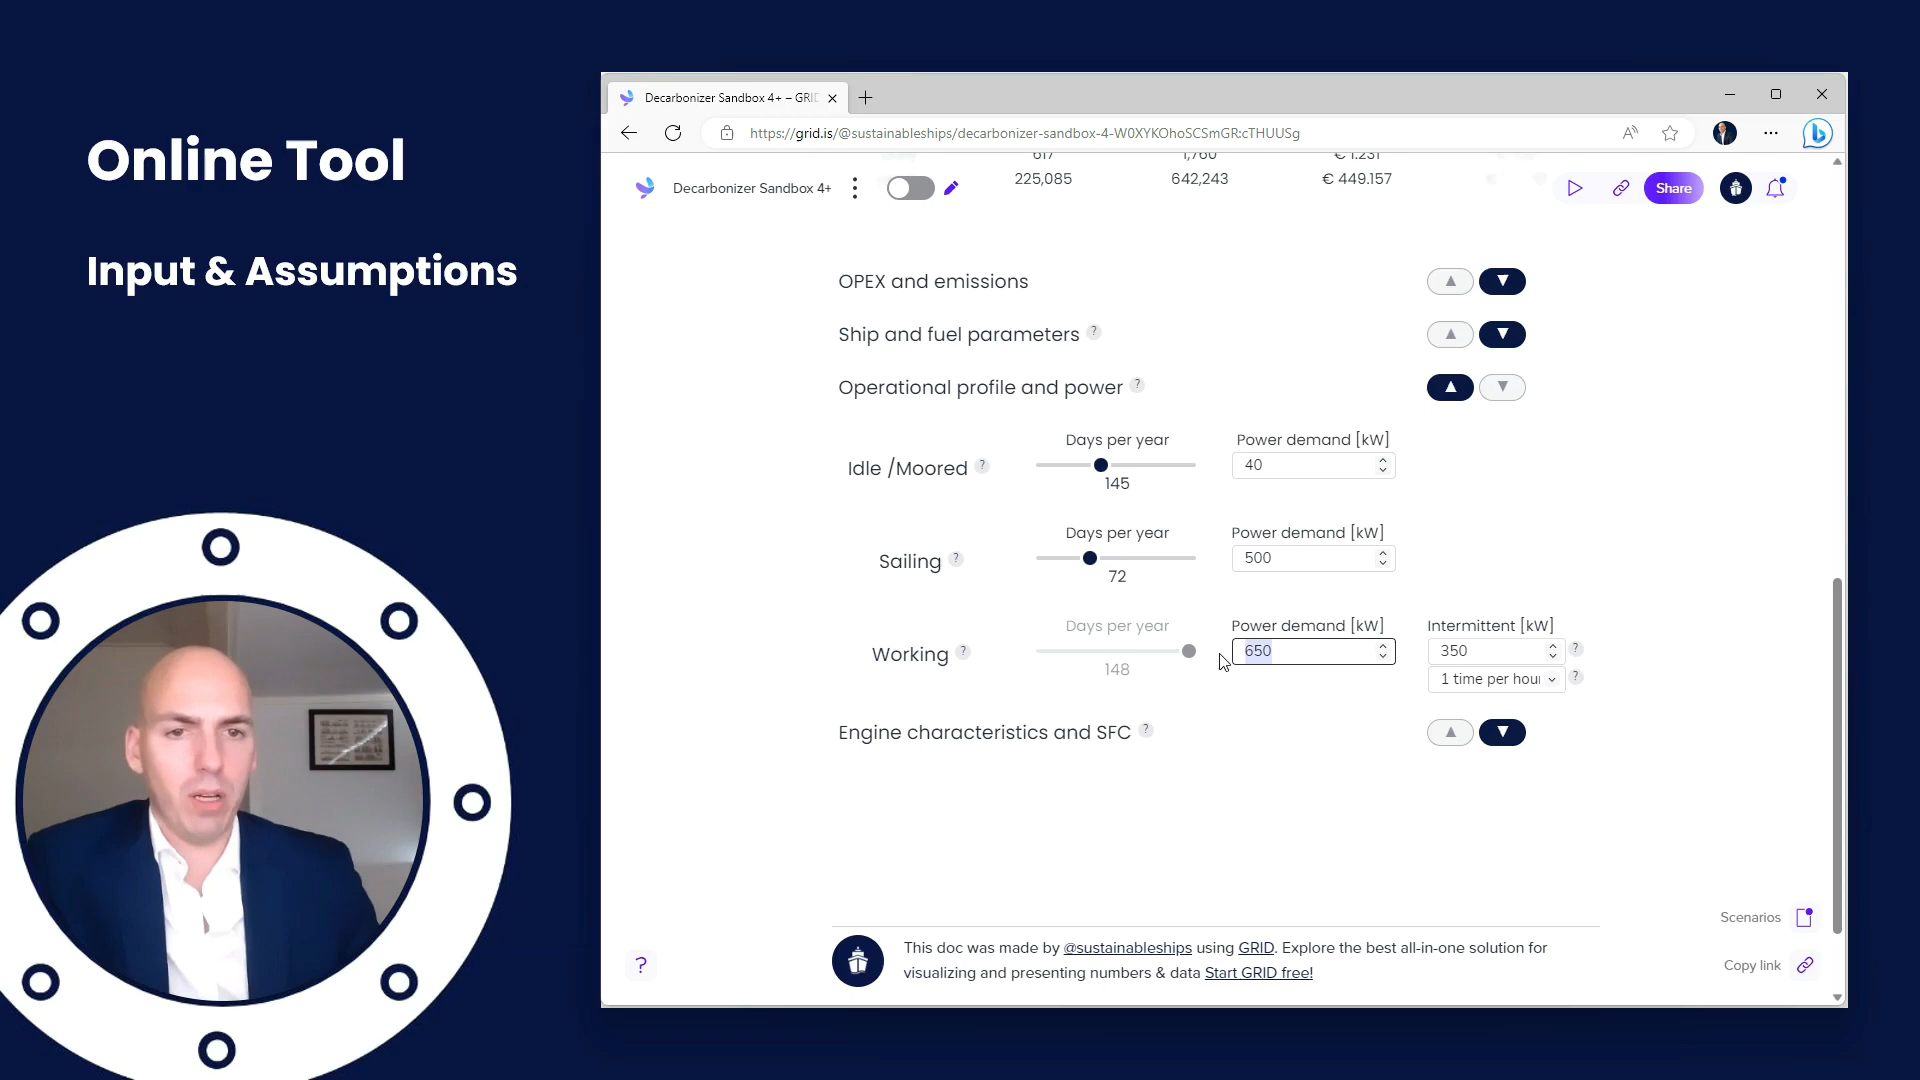 Online Tool
Input & Assumptions
Decarbonizer Sandbox 4+ – GRID
https://grid.is/@sustainableships/decarbonizer-sandbox-4-W0XYKOhoSCSmGR:cTHUUSg
617 1,760 € 1.231
Decarbonizer Sandbox 4+
225,085 642,243 € 449.157
Share
OPEX and emissions
Ship and fuel parameters ?
Operational profile and power ?
Days per year Power demand [kW]
Idle /Moored ? 40
145
Days per year Power demand [kW]
Sailing ? 500
72
Days per year Power demand [kW] Intermittent [kW]
Working ? 650 350 ?
148 1 time per hour ?
Engine characteristics and SFC ?
Scenarios
This doc was made by @sustainableships using GRID. Explore the best all-in-one solution for
visualizing and presenting numbers & data Start GRID free!
Copy link
?